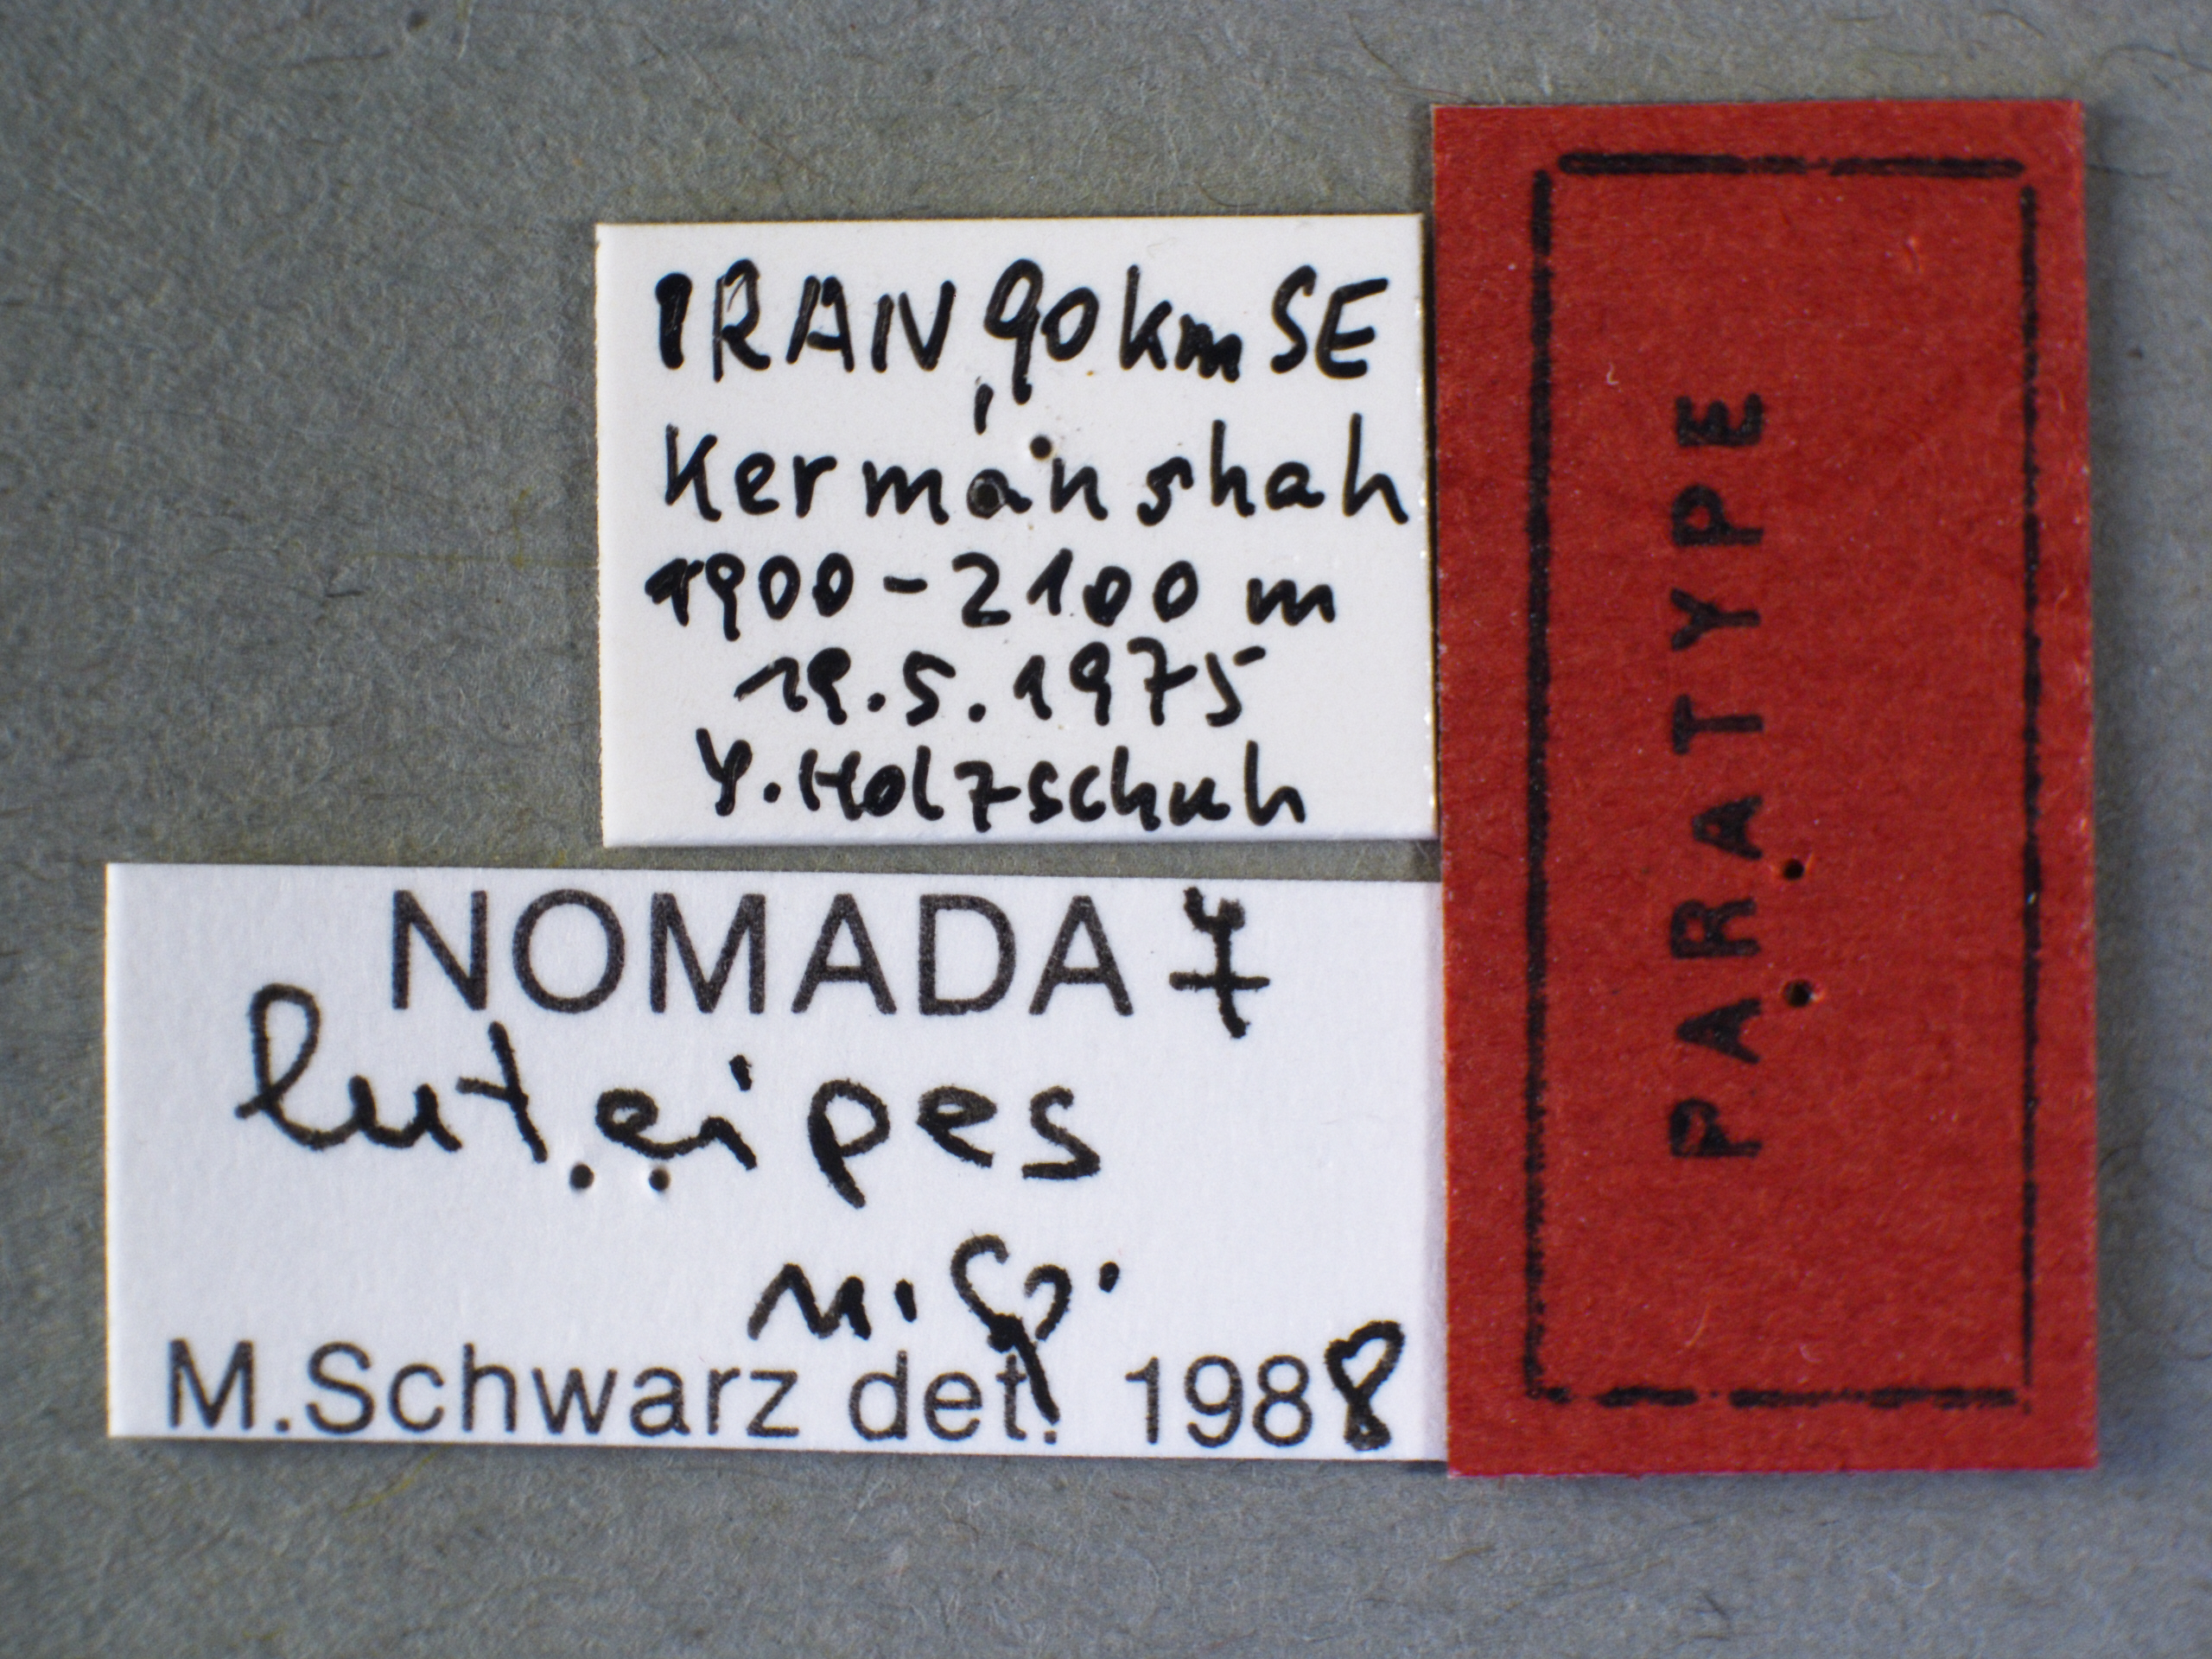 IRAN, 90 km SE
Kermanshah
1900-2100 m
19.5.1975
Y. Holzschuh
NOMADA ♀
luteipes
n. sp.
M.Schwarz det. 1988
PARATYPE